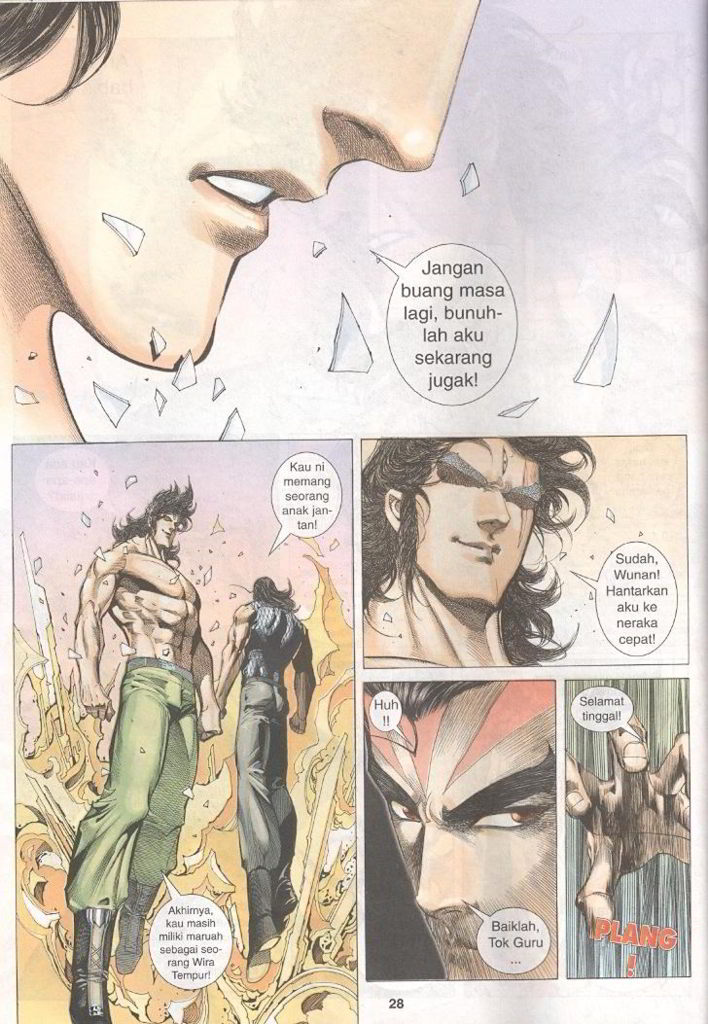 Jangan
buang masa
lagi, bunuh-
lah aku
sekarang
jugak!
Kau ni
memang
seorang
anak jan-
tan!
Akhirnya,
kau masih
miliki maruah
sebagai seo-
rang Wira
Tempur!
Sudah,
Wunan!
Hantarkan
aku ke
neraka
cepat!
Huh
!!
Baiklah,
Tok Guru
...
Selamat
tinggal!
PLANG
!
28